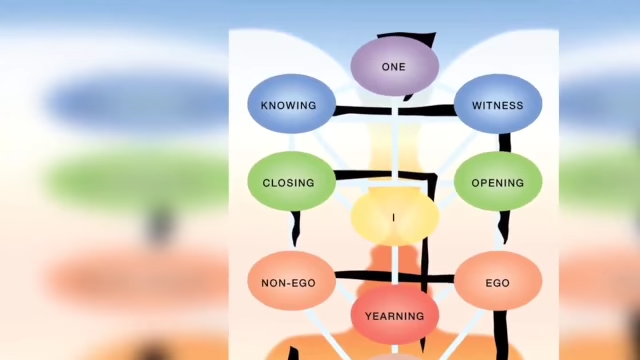 ONE
KNOWING
WITNESS
CLOSING
OPENING
I
NON-EGO
EGO
YEARNING